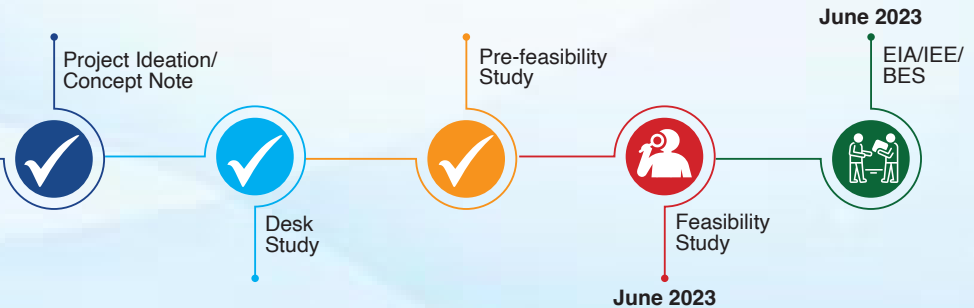 Project Ideation/
Concept Note
Desk
Study
Pre-feasibility
Study
Feasibility
Study
June 2023
June 2023
EIA/IEE/
BES